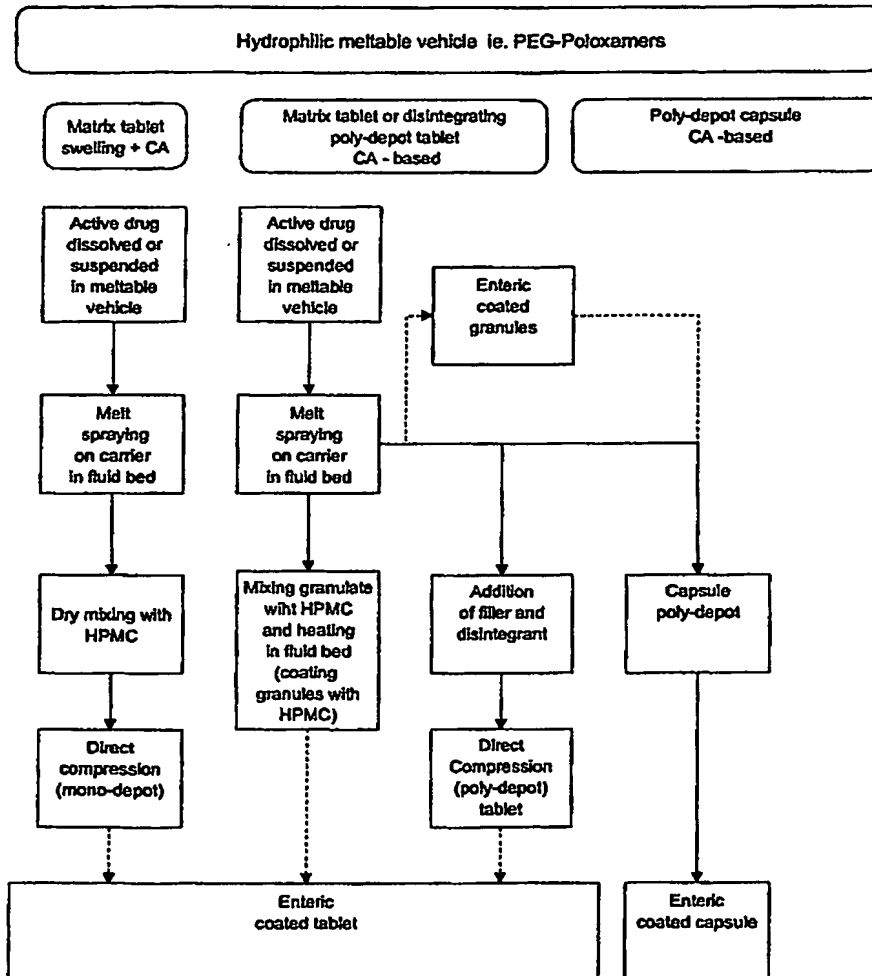 Hydrophilic meltable vehicle ie. PEG-Poloxamers
Matrix tablet
swelling + CA
Matrix tablet or disintegrating
poly-depot tablet
CA - based
Poly-depot capsule
CA -based
Active drug
dissolved or
suspended
in meltable
vehicle
Active drug
dissolved or
suspended
in meltable
vehicle
Enteric
coated
granules
Melt
spraying
on carrier
in fluid bed
Melt
spraying
on carrier
in fluid bed
Dry mixing with
HPMC
Mixing granulate
wiht HPMC
and heating
in fluid bed
(coating
granules with
HPMC)
Addition
of filler and
disintegrant
Capsule
poly-depot
Direct
compression
(mono-depot)
Direct
Compression
(poly-depot)
tablet
Enteric
coated tablet
Enteric
coated capsule